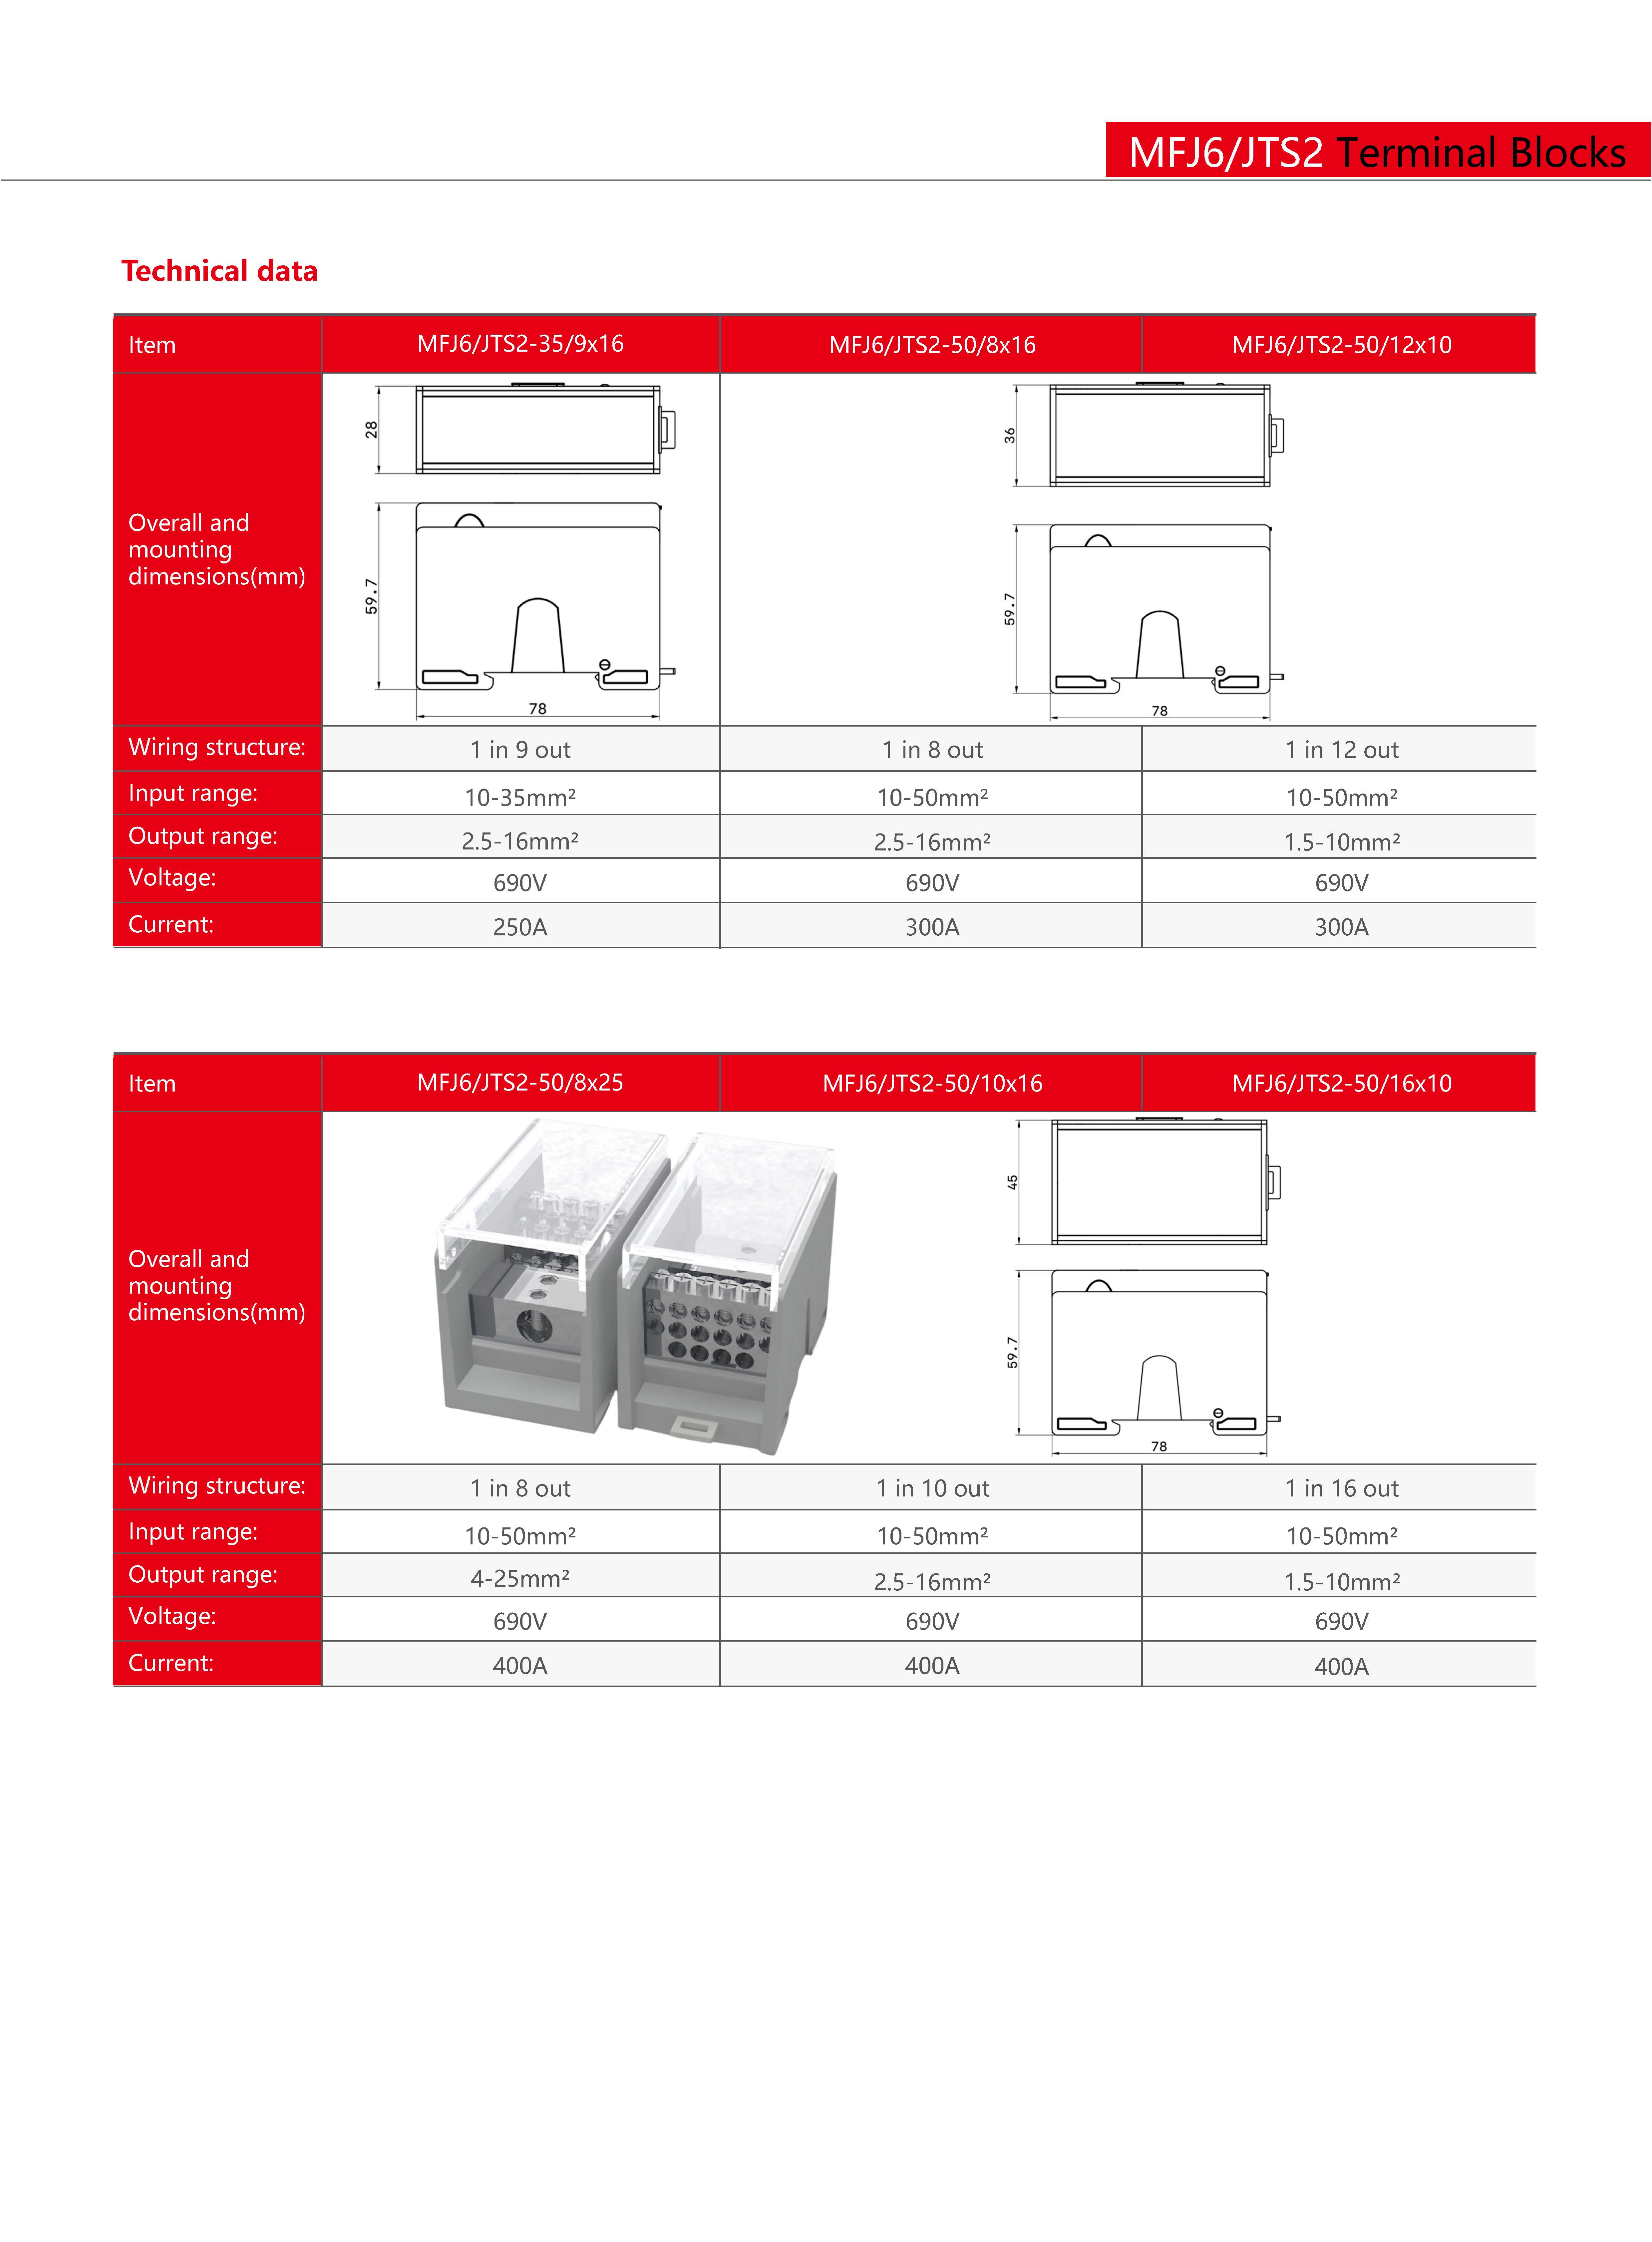 MFJ6/JTS2 Terminal Blocks
Technical data
Item MFJ6/JTS2-35/9x16 MFJ6/JTS2-50/8x16 MFJ6/JTS2-50/12x10
Overall and
mounting
dimensions(mm)
28
59.7
78
36
59.7
78
Wiring structure: 1 in 9 out 1 in 8 out 1 in 12 out
Input range: 10-35mm² 10-50mm² 10-50mm²
Output range: 2.5-16mm² 2.5-16mm² 1.5-10mm²
Voltage: 690V 690V 690V
Current: 250A 300A 300A
Item MFJ6/JTS2-50/8x25 MFJ6/JTS2-50/10x16 MFJ6/JTS2-50/16x10
Overall and
mounting
dimensions(mm)
45
59.7
78
Wiring structure: 1 in 8 out 1 in 10 out 1 in 16 out
Input range: 10-50mm² 10-50mm² 10-50mm²
Output range: 4-25mm² 2.5-16mm² 1.5-10mm²
Voltage: 690V 690V 690V
Current: 400A 400A 400A